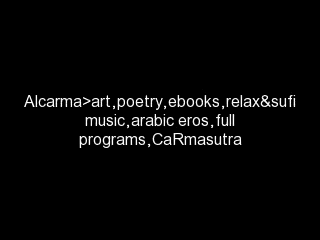 Alcarma>art,poetry,ebooks,relax&sufi
music,arabic eros,full
programs,CaRmasutra